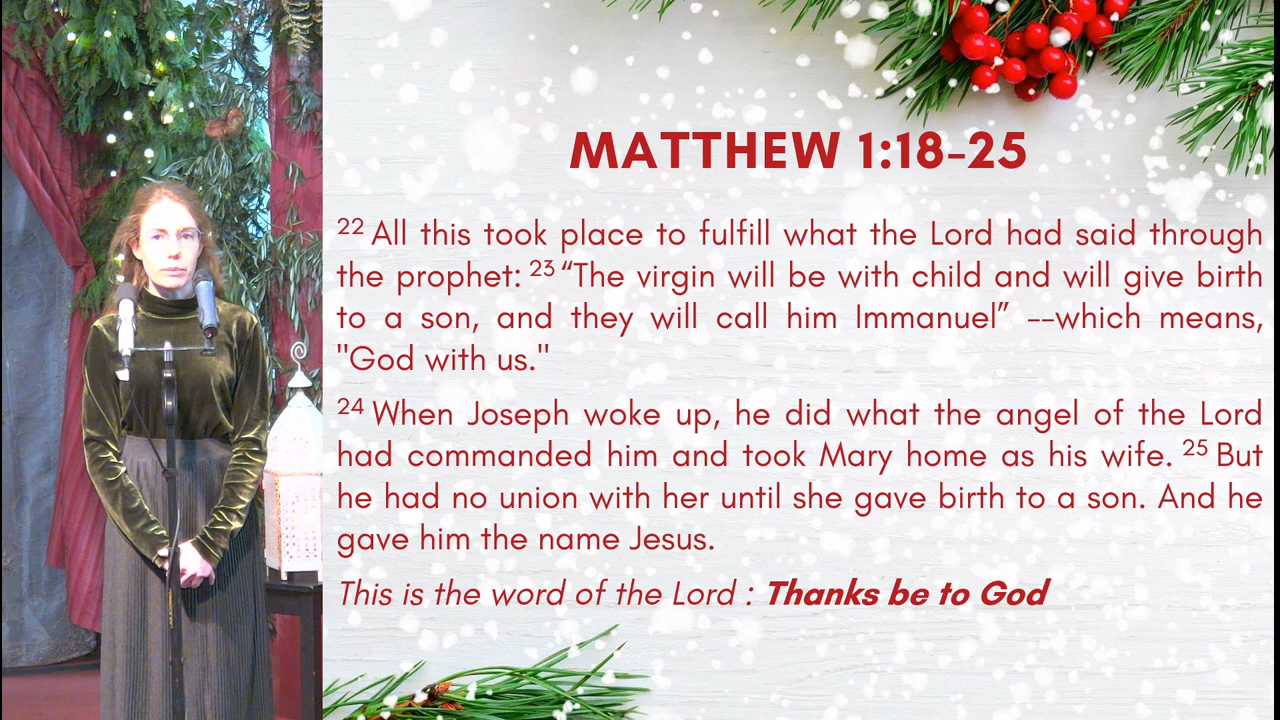 MATTHEW 1:18-25
22 All this took place to fulfill what the Lord had said through
the prophet: 23 “The virgin will be with child and will give birth
to a son, and they will call him Immanuel” --which means,
"God with us."
24 When Joseph woke up, he did what the angel of the Lord
had commanded him and took Mary home as his wife. 25 But
he had no union with her until she gave birth to a son. And he
gave him the name Jesus.
This is the word of the Lord : Thanks be to God